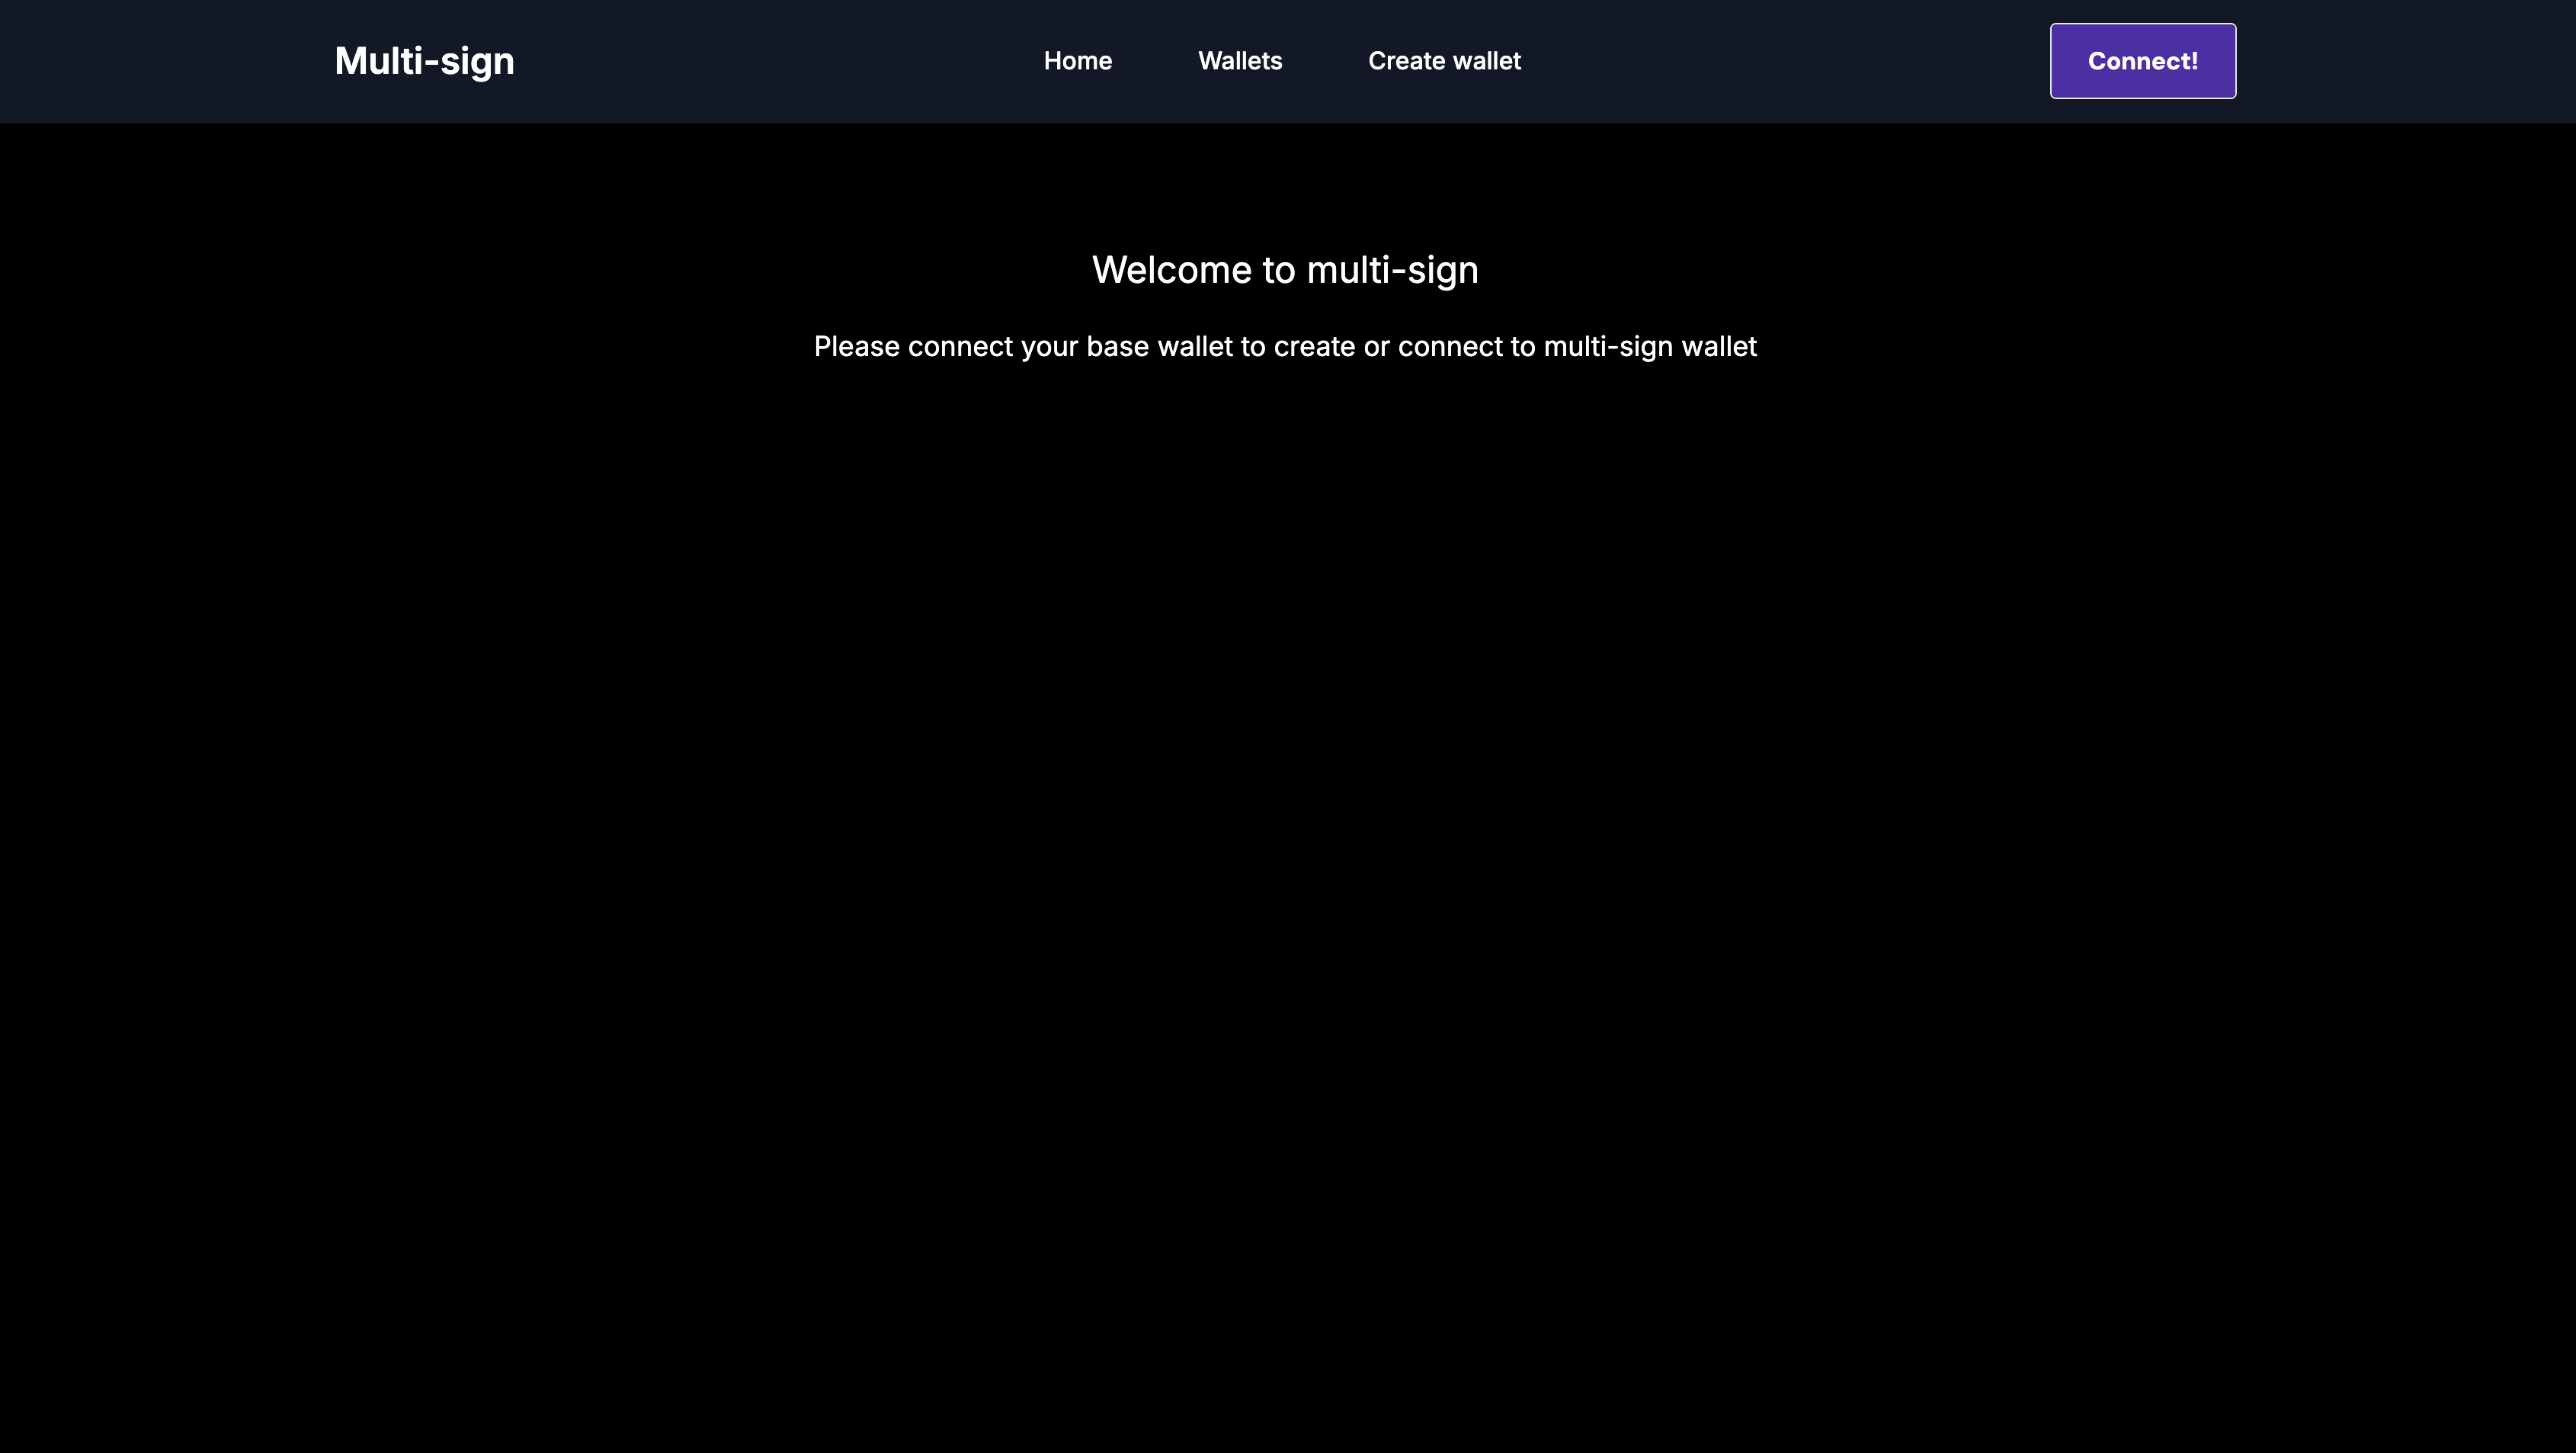 Multi-sign
Home
Wallets
Create wallet
Connect!
Welcome to multi-sign
Please connect your base wallet to create or connect to multi-sign wallet